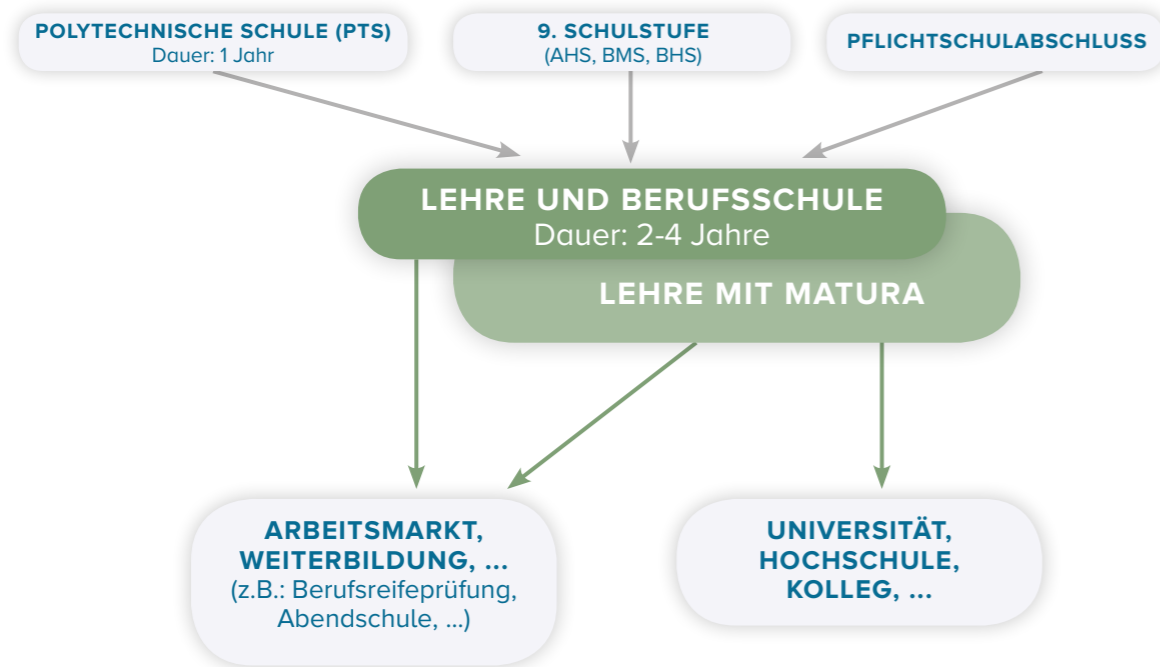 POLYTECHNISCHE SCHULE (PTS)
Dauer: 1 Jahr
9. SCHULSTUFE
(AHS, BMS, BHS)
PFLICHTSCHULABSCHLUSS
LEHRE UND BERUFSSCHULE
Dauer: 2-4 Jahre
LEHRE MIT MATURA
ARBEITSMARKT,
WEITERBILDUNG, ...
(z.B.: Berufsreifeprüfung,
Abendschule, ...)
UNIVERSITÄT,
HOCHSCHULE,
KOLLEG, ...